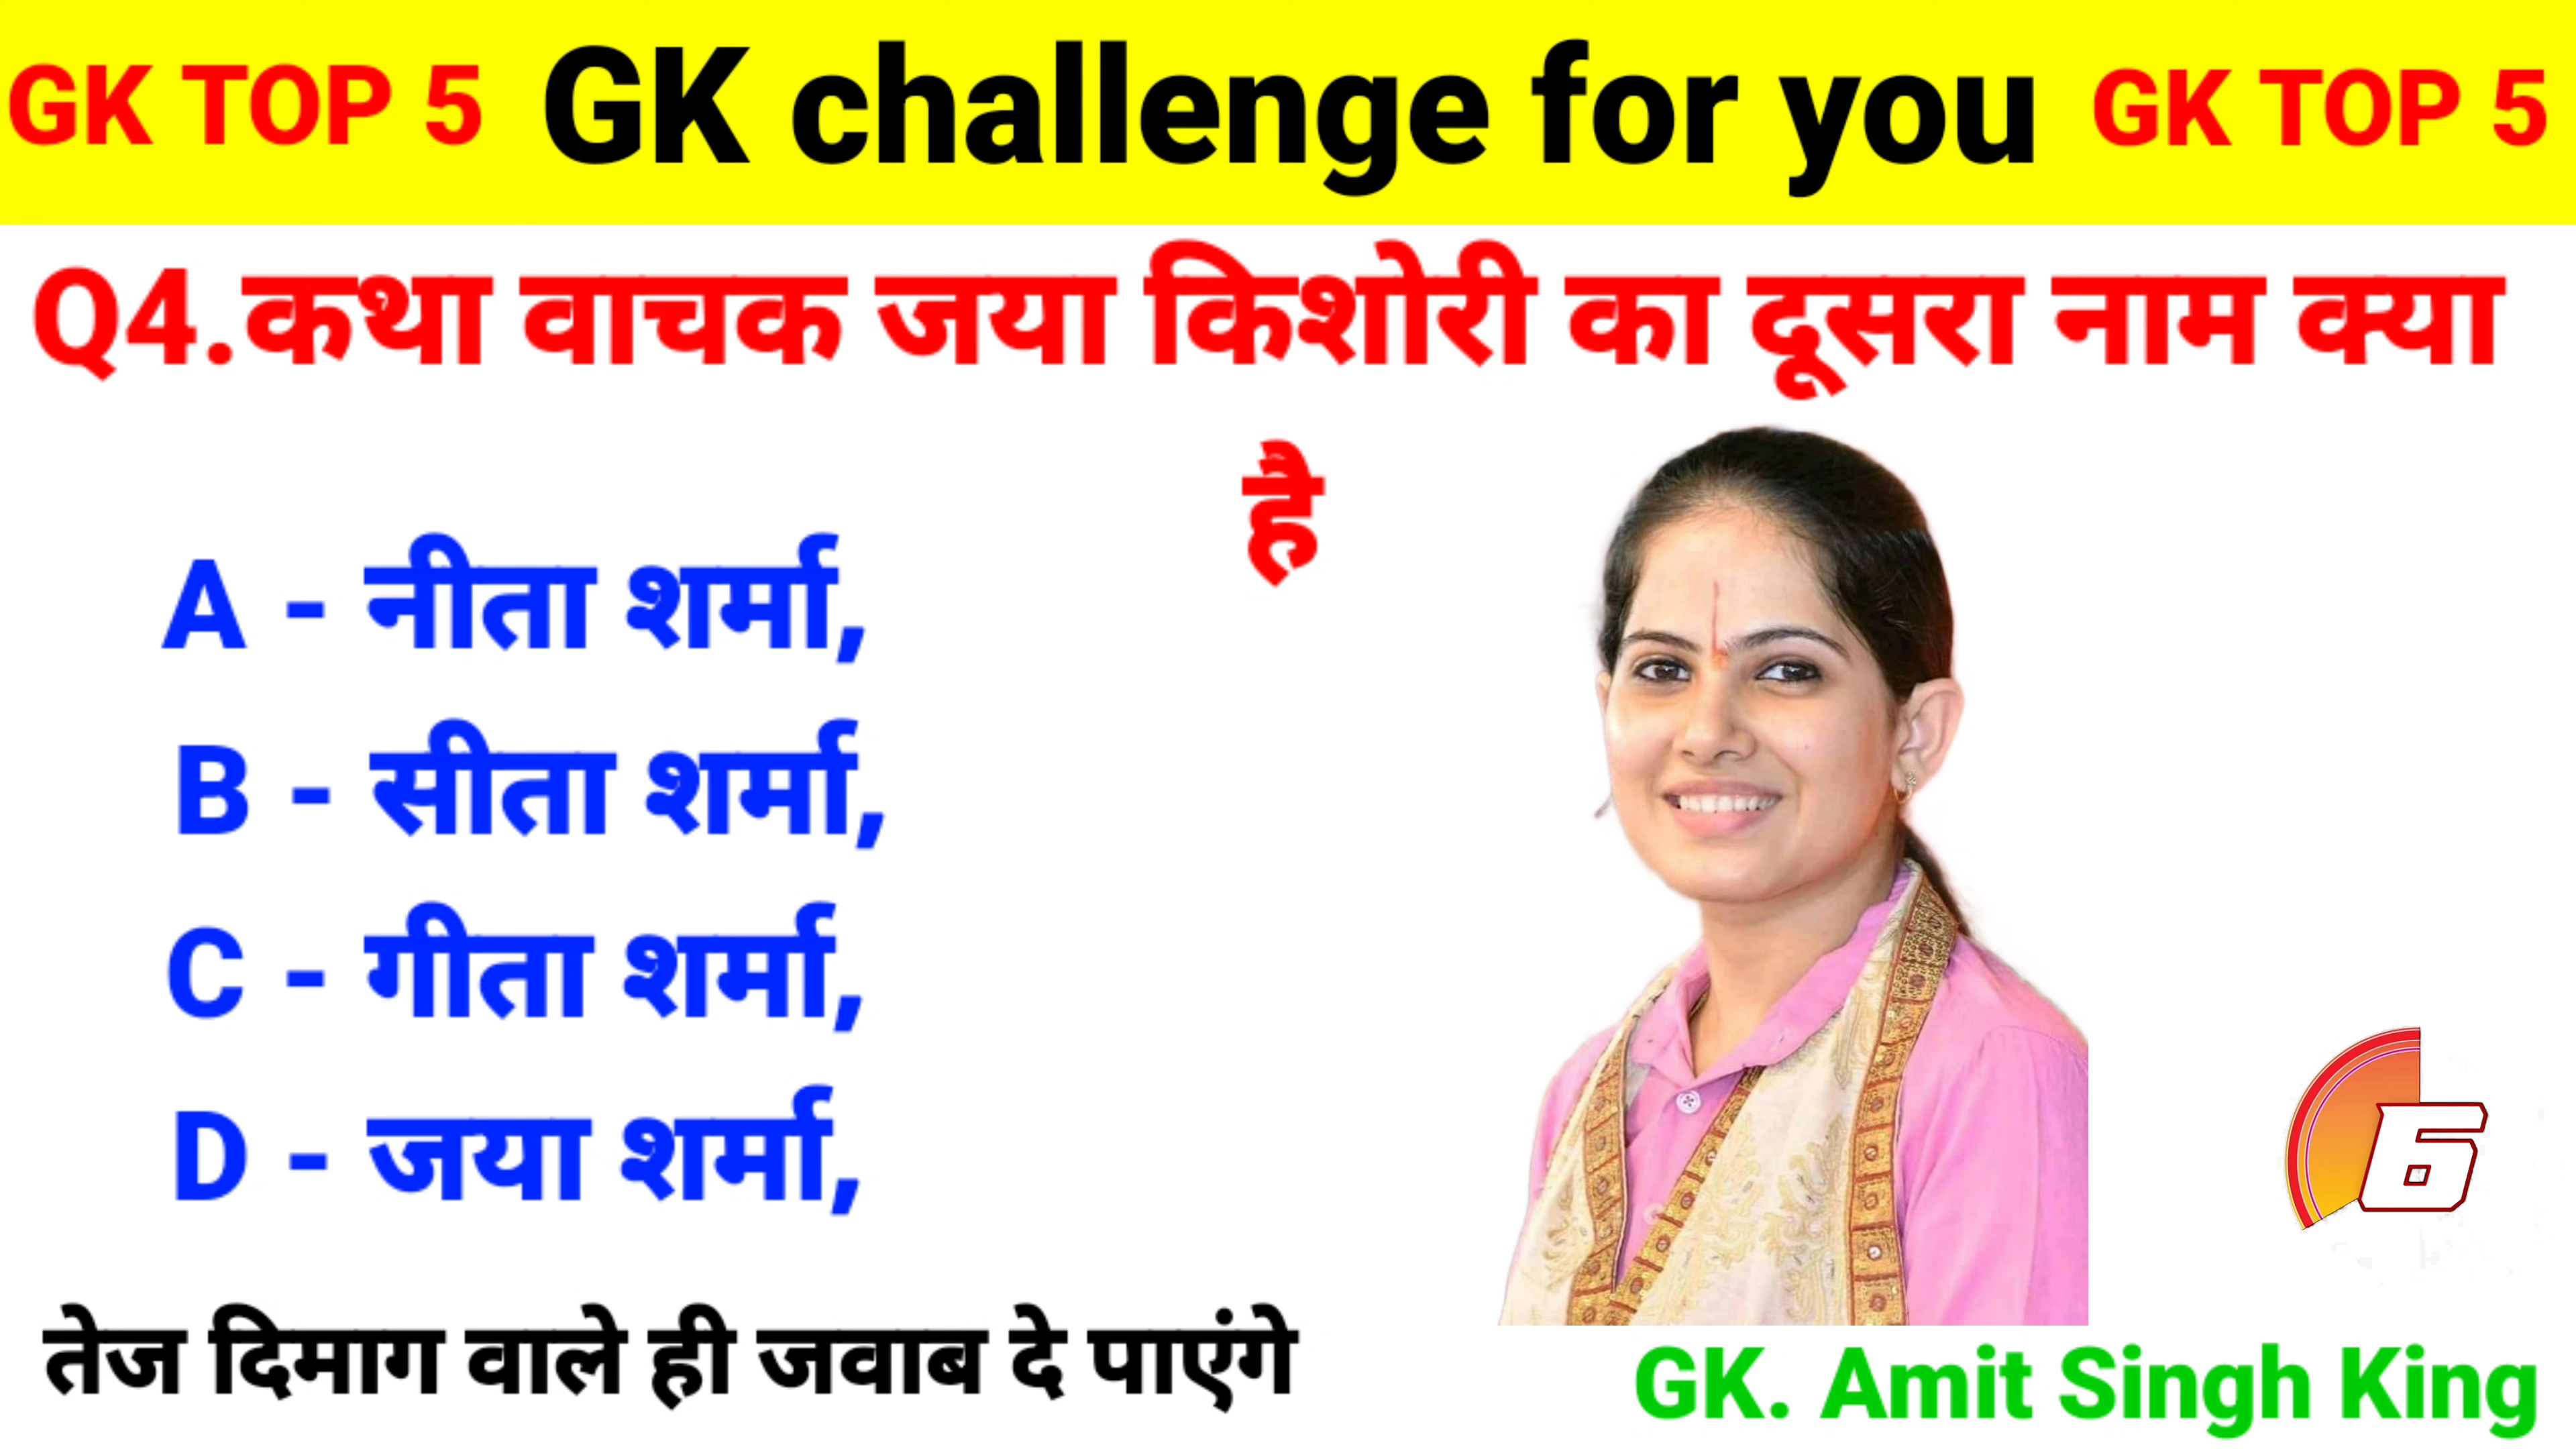 GK TOP 5 GK challenge for you GK TOP 5
Q4.कथा वाचक जया किशोरी का दूसरा नाम क्या
है
A - नीता शर्मा,
B - सीता शर्मा,
C - गीता शर्मा,
D - जया शर्मा,
6
तेज दिमाग वाले ही जवाब दे पाएंगे
GK. Amit Singh King